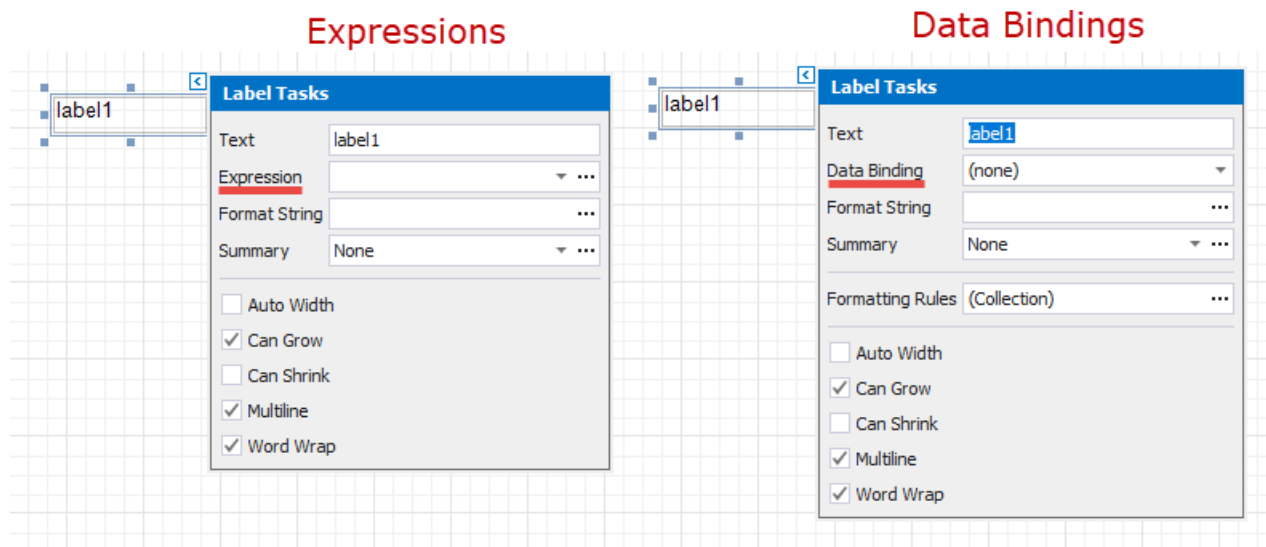 Expressions
label1
Label Tasks
Text label1
Expression
Format String
Summary None
Auto Width
Can Grow
Can Shrink
Multiline
Word Wrap
Data Bindings
label1
Label Tasks
Text label1
Data Binding (none)
Format String
Summary None
Formatting Rules (Collection)
Auto Width
Can Grow
Can Shrink
Multiline
Word Wrap